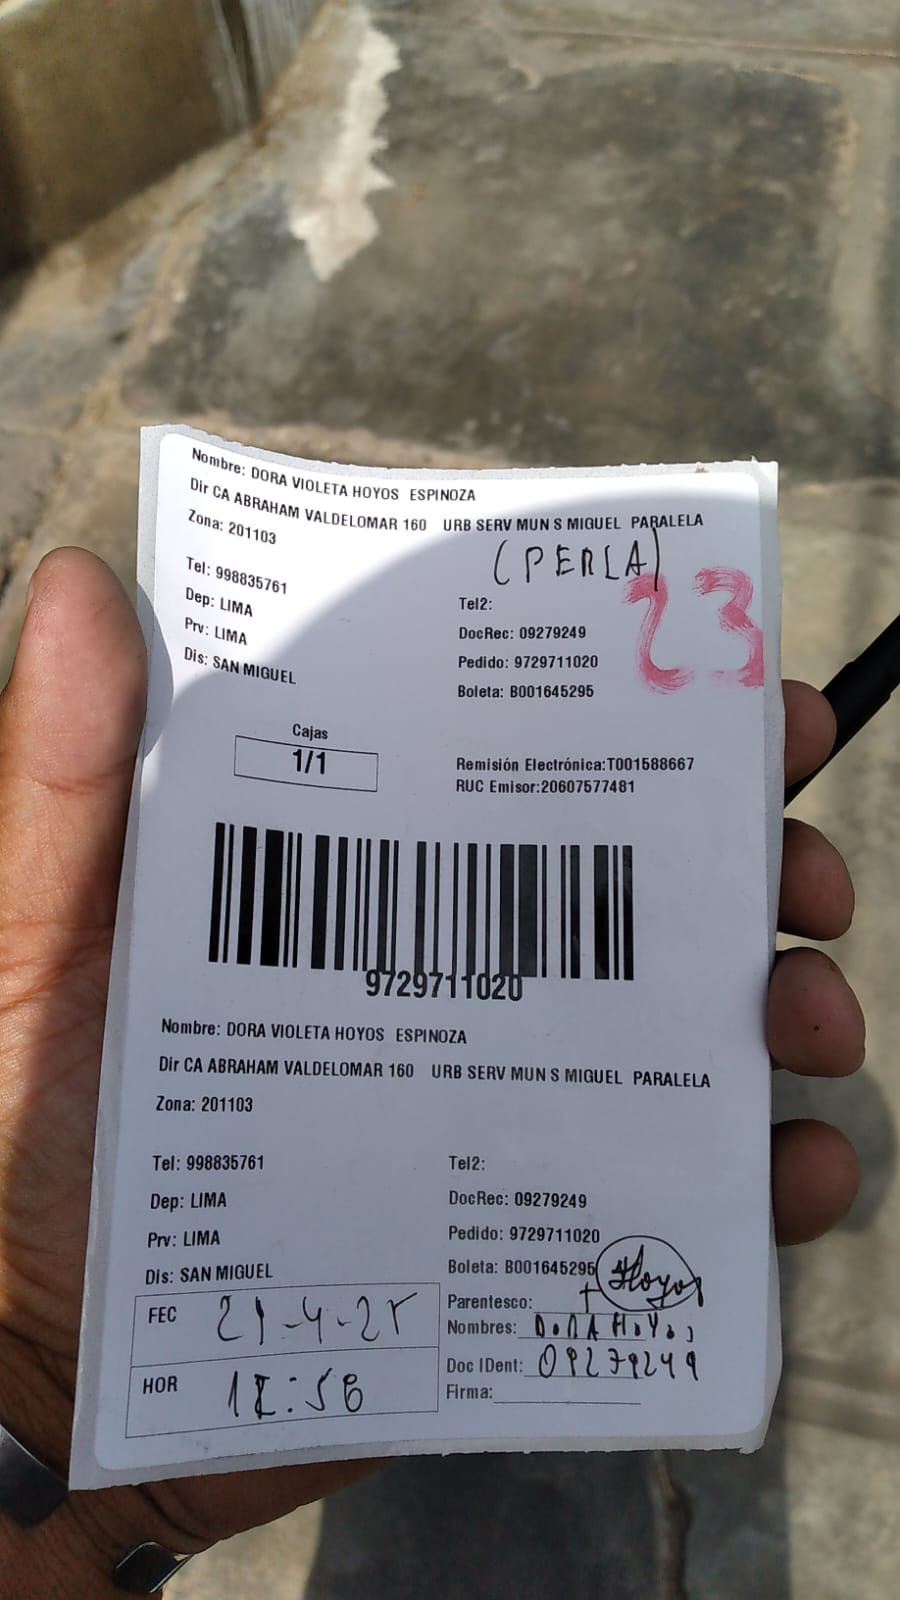 Nombre: DORA VIOLETA HOYOS ESPINOZA
Dir CA ABRAHAM VALDELOMAR 160 URB SERV MUN S MIGUEL PARALELA
(PERLA)
Zona: 201103
23
Tel: 998835761 Tel2:
Dep: LIMA DocRec: 09279249
Prv: LIMA Pedido: 9729711020
Dis: SAN MIGUEL Boleta: B001645295
Cajas
1/1
Remisión Electrónica:T001588667
RUC Emisor:20607577481
9729711020
Nombre: DORA VIOLETA HOYOS ESPINOZA
Dir CA ABRAHAM VALDELOMAR 160 URB SERV MUN S MIGUEL PARALELA
Zona: 201103
Tel: 998835761 Tel2:
Dep: LIMA DocRec: 09279249
Prv: LIMA Pedido: 9729711020
Dis: SAN MIGUEL Boleta: B001645295
Hoyos
FEC 21-4-25
HOR
Parentesco:
Nombres: DORA HOYOS
Doc IDent: 09279249
Firma: